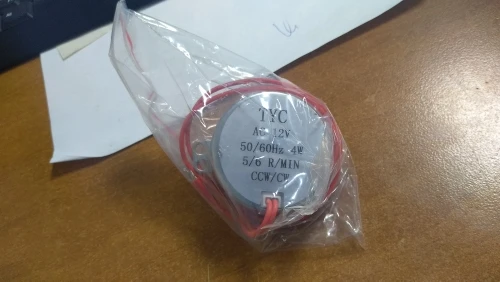 TYC
AC 12V
50/60Hz 4W
5/6 R/MIN
CCW/CW